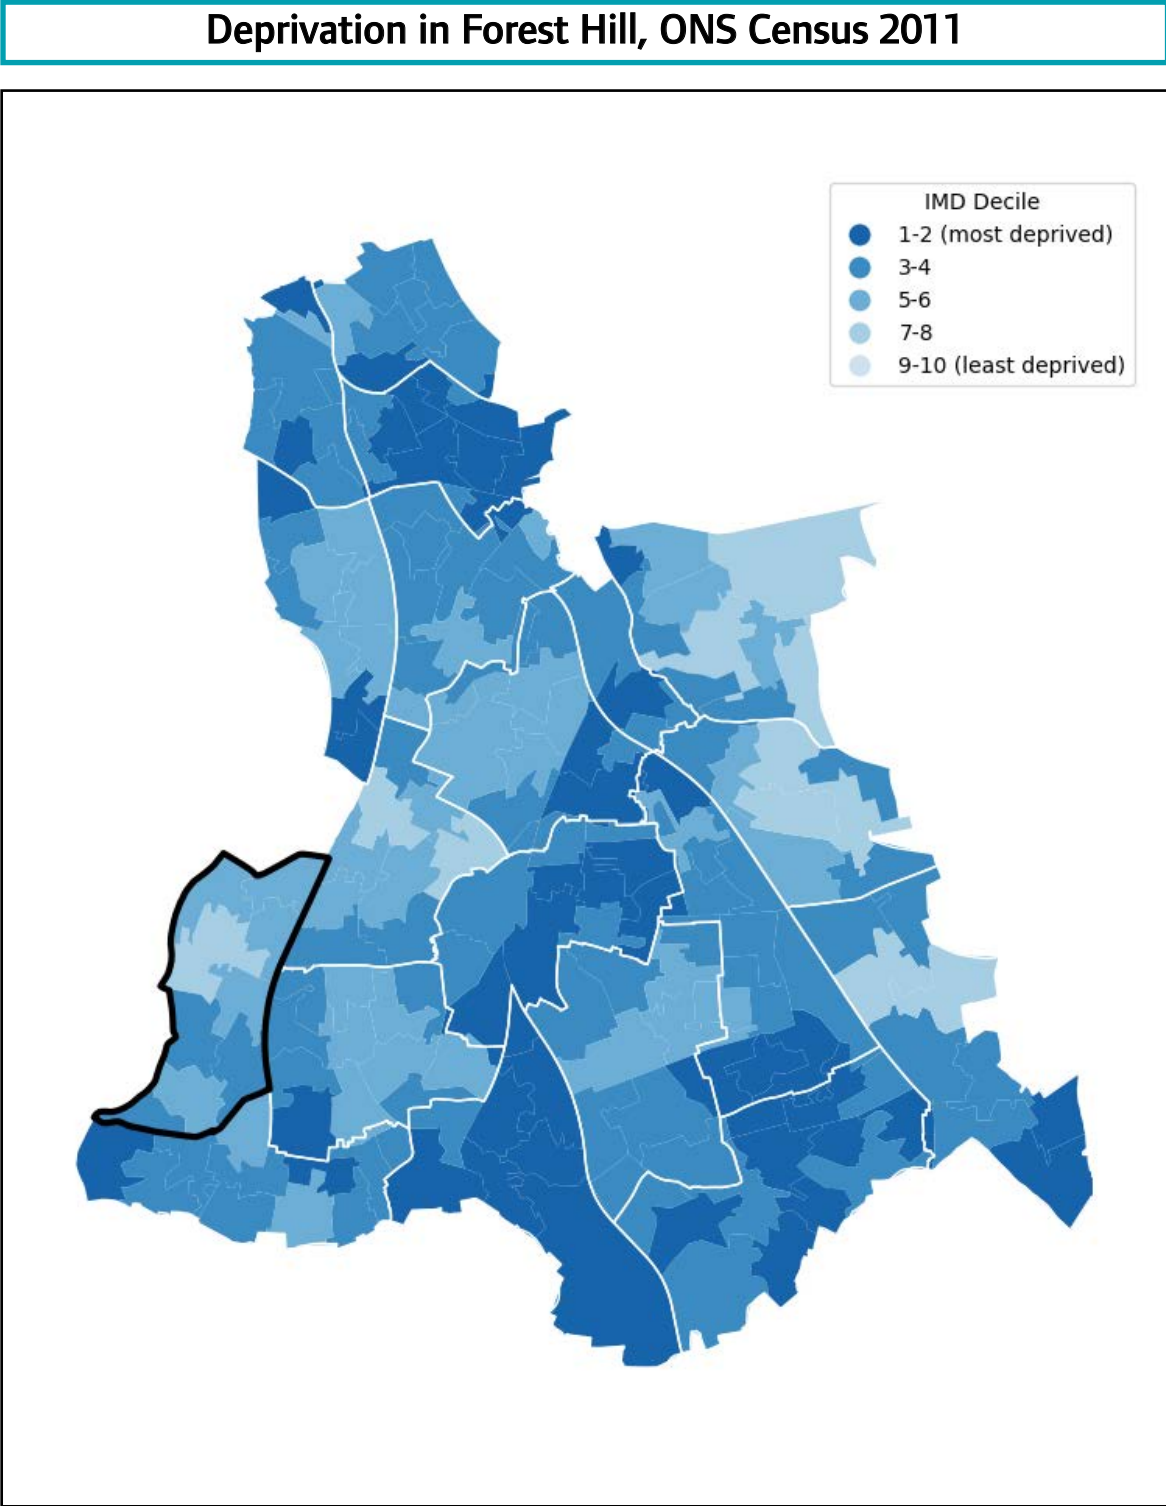 Deprivation in Forest Hill, ONS Census 2011
IMD Decile
1-2 (most deprived)
3-4
5-6
7-8
9-10 (least deprived)